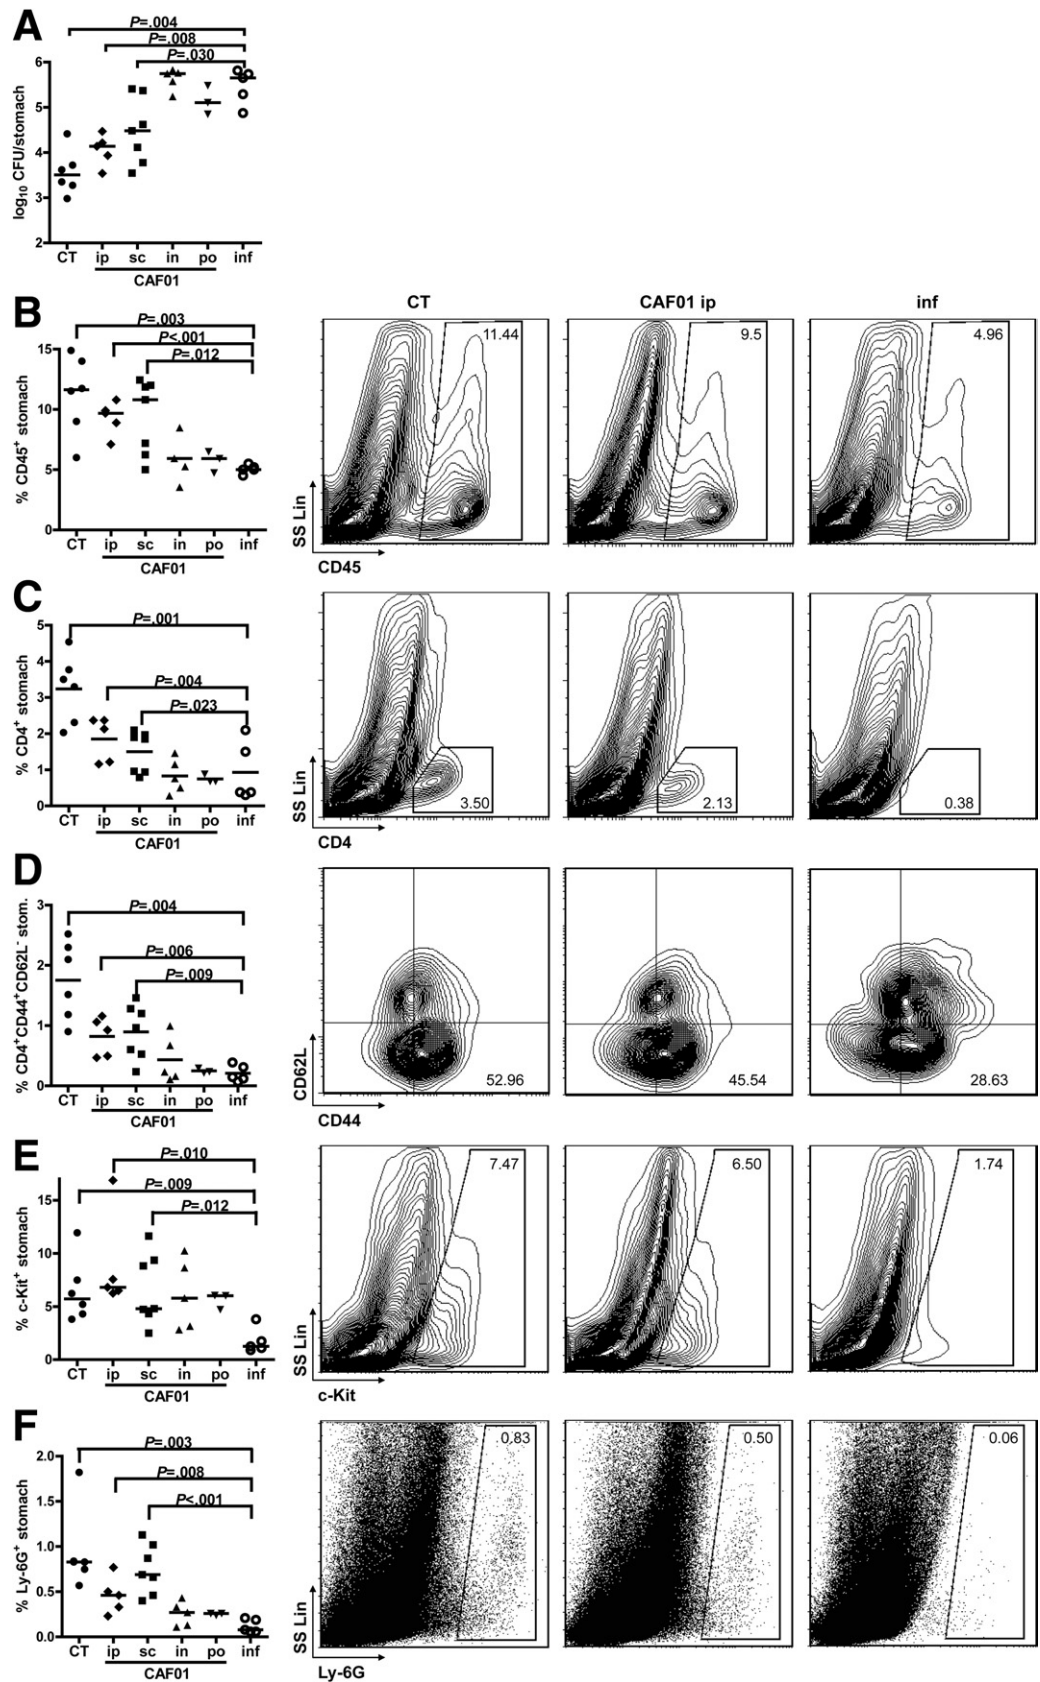 A
P=.004
P=.008
P=.030
log10 CFU/stomach
6
5
4
3
2
CT ip sc in po inf
CAF01
B
P=.003
P<.001
P=.012
% CD45+ stomach
15
10
5
0
CT ip sc in po inf
CAF01
CT CAF01 ip inf
11.44 9.5 4.96
SS Lin
CD45
C
P=.001
P=.004
P=.023
% CD4+ stomach
5
4
3
2
1
0
CT ip sc in po inf
CAF01
3.50 2.13 0.38
SS Lin
CD4
D
P=.004
P=.006
P=.009
% CD4+CD44+CD62L- stom.
3
2
1
0
CT ip sc in po inf
CAF01
52.96 45.54 28.63
CD62L
CD44
E
P=.010
P=.009
P=.012
% c-Kit+ stomach
15
10
5
0
CT ip sc in po inf
CAF01
7.47 6.50 1.74
SS Lin
c-Kit
F
P=.003
P=.008
P<.001
% Ly-6G+ stomach
2.0
1.5
1.0
0.5
0.0
CT ip sc in po inf
CAF01
0.83 0.50 0.06
SS Lin
Ly-6G